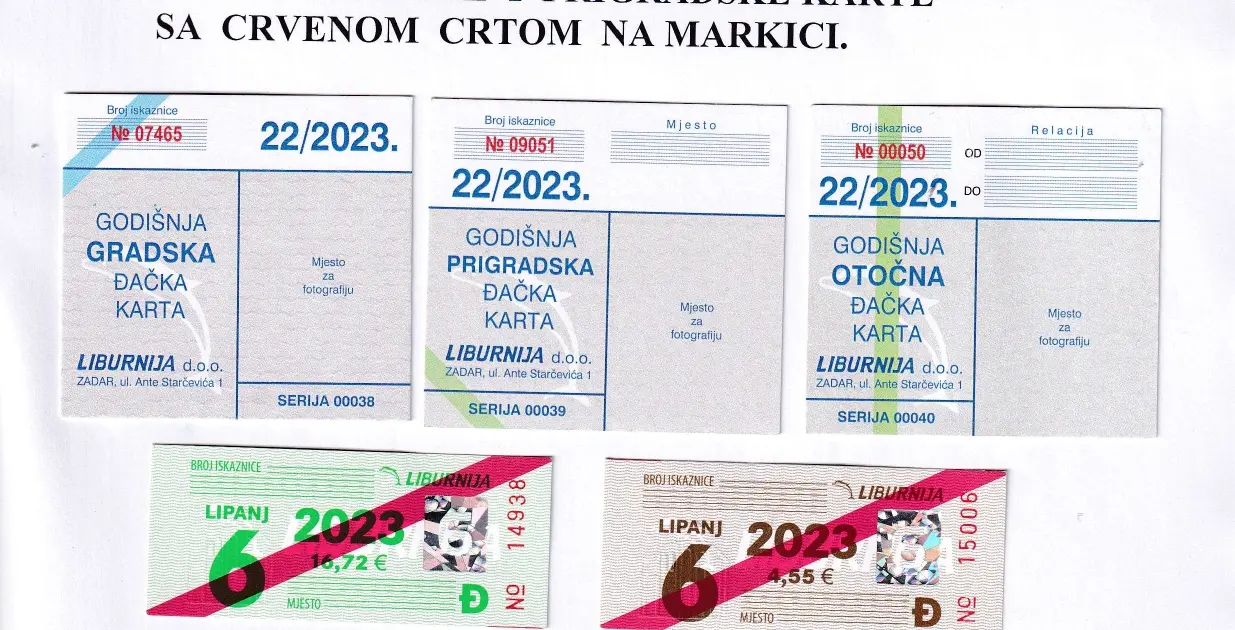 I PRIGRADSKE KARTE
SA CRVENOM CRTOM NA MARKICI.
Broj iskaznice
№ 07465
22/2023.
GODIŠNJA
GRADSKA
ĐAČKA
KARTA
LIBURNIJA d.o.o.
ZADAR, ul. Ante Starčevića 1
Mjesto
za
fotografiju
SERIJA 00038
Broj iskaznice
№ 09051
Mjesto
22/2023.
GODIŠNJA
PRIGRADSKA
ĐAČKA
KARTA
LIBURNIJA d.o.o.
ZADAR, ul. Ante Starčevića 1
SERIJA 00039
Mjesto
za
fotografiju
Broj iskaznice
№ 00050
Relacija
OD
DO
22/2023.
GODIŠNJA
OTOČNA
ĐAČKA
KARTA
LIBURNIJA d.o.o.
ZADAR, ul. Ante Starčevića 1
SERIJA 00040
Mjesto
za
fotografiju
BROJ ISKAZNICE
LIBURNIJA
LIPANJ
2023
6
16,72 €
6
MJESTO
Đ
№ 14938
BROJ ISKAZNICE
LIBURNIJA
LIPANJ
2023
6
4,55 €
6
MJESTO
Đ
№ 15006